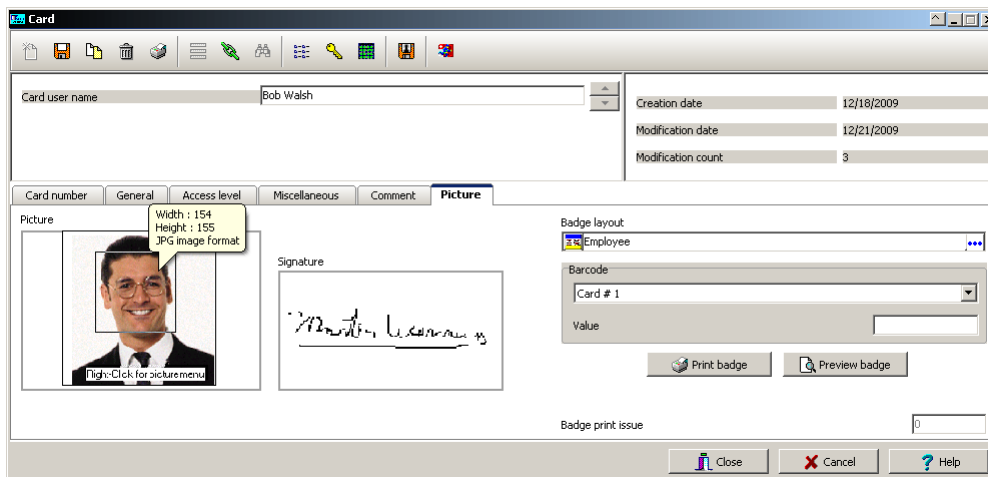 Card
Card user name
Bob Walsh
Creation date 12/18/2009
Modification date 12/21/2009
Modification count 3
Card number General Access level Miscellaneous Comment Picture
Picture
Width : 154
Height : 155
JPG image format
Right-Click for picture menu
Signature
Badge layout
Employee
Barcode
Card # 1
Value
Print badge Preview badge
Badge print issue 0
Close Cancel Help